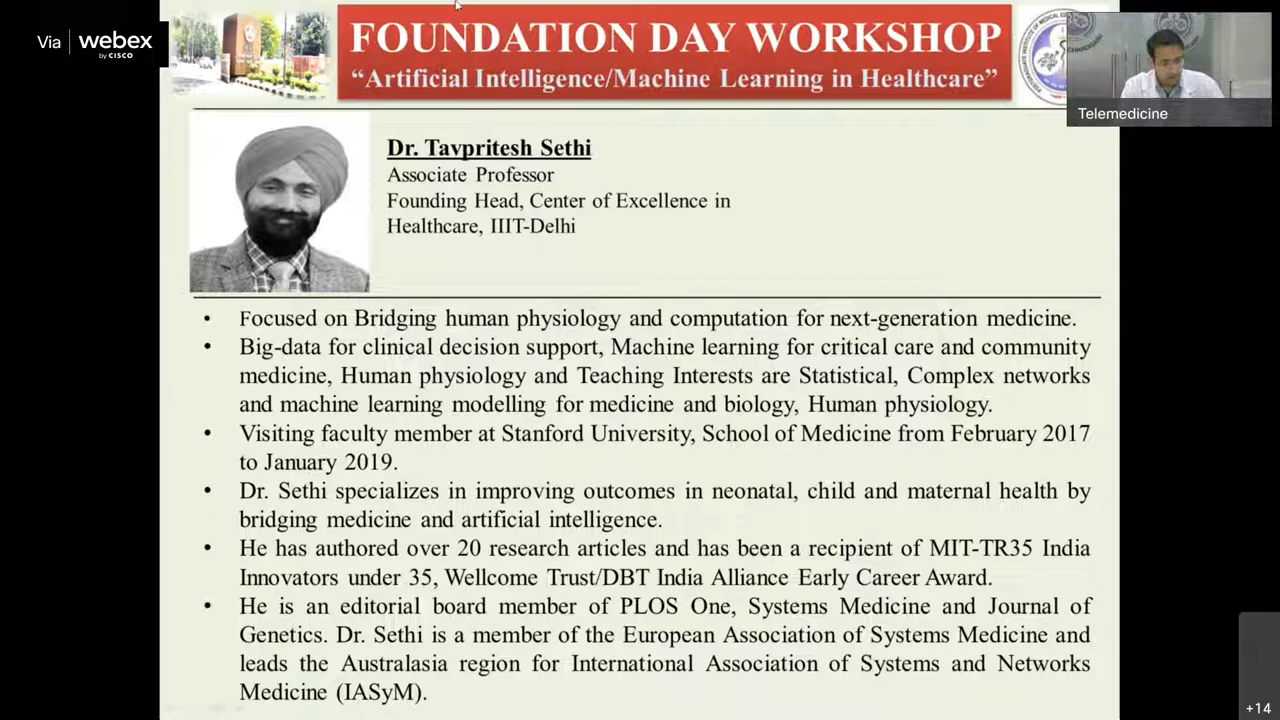 Via webex
by CISCO
FOUNDATION DAY WORKSHOP
“Artificial Intelligence/Machine Learning in Healthcare”
CHANDIGARH
Telemedicine
Dr. Tavpritesh Sethi
Associate Professor
Founding Head, Center of Excellence in
Healthcare, IIIT-Delhi
• Focused on Bridging human physiology and computation for next-generation medicine.
• Big-data for clinical decision support, Machine learning for critical care and community
medicine, Human physiology and Teaching Interests are Statistical, Complex networks
and machine learning modelling for medicine and biology, Human physiology.
• Visiting faculty member at Stanford University, School of Medicine from February 2017
to January 2019.
• Dr. Sethi specializes in improving outcomes in neonatal, child and maternal health by
bridging medicine and artificial intelligence.
• He has authored over 20 research articles and has been a recipient of MIT-TR35 India
Innovators under 35, Wellcome Trust/DBT India Alliance Early Career Award.
• He is an editorial board member of PLOS One, Systems Medicine and Journal of
Genetics. Dr. Sethi is a member of the European Association of Systems Medicine and
leads the Australasia region for International Association of Systems and Networks
Medicine (IASyM).
+14